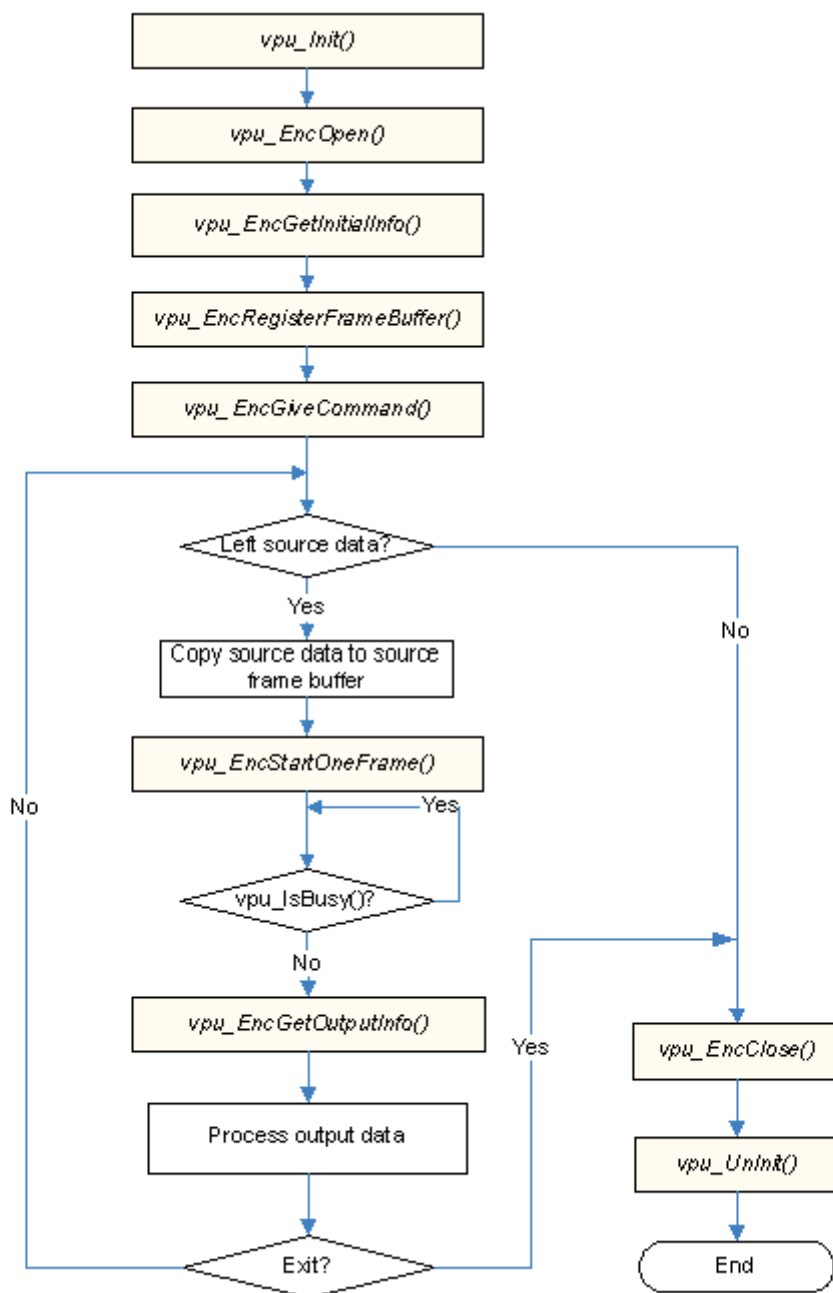 vpu_Init()
vpu_EncOpen()
vpu_EncGetInitialInfo()
vpu_EncRegisterFrameBuffer()
vpu_EncGiveCommand()
Left source data?
Yes
No
Copy source data to source
frame buffer
vpu_EncStartOneFrame()
No
Yes
vpu_IsBusy()?
No
vpu_EncGetOutputInfo()
Yes
vpu_EncClose()
Process output data
vpu_UnInit()
Exit?
End